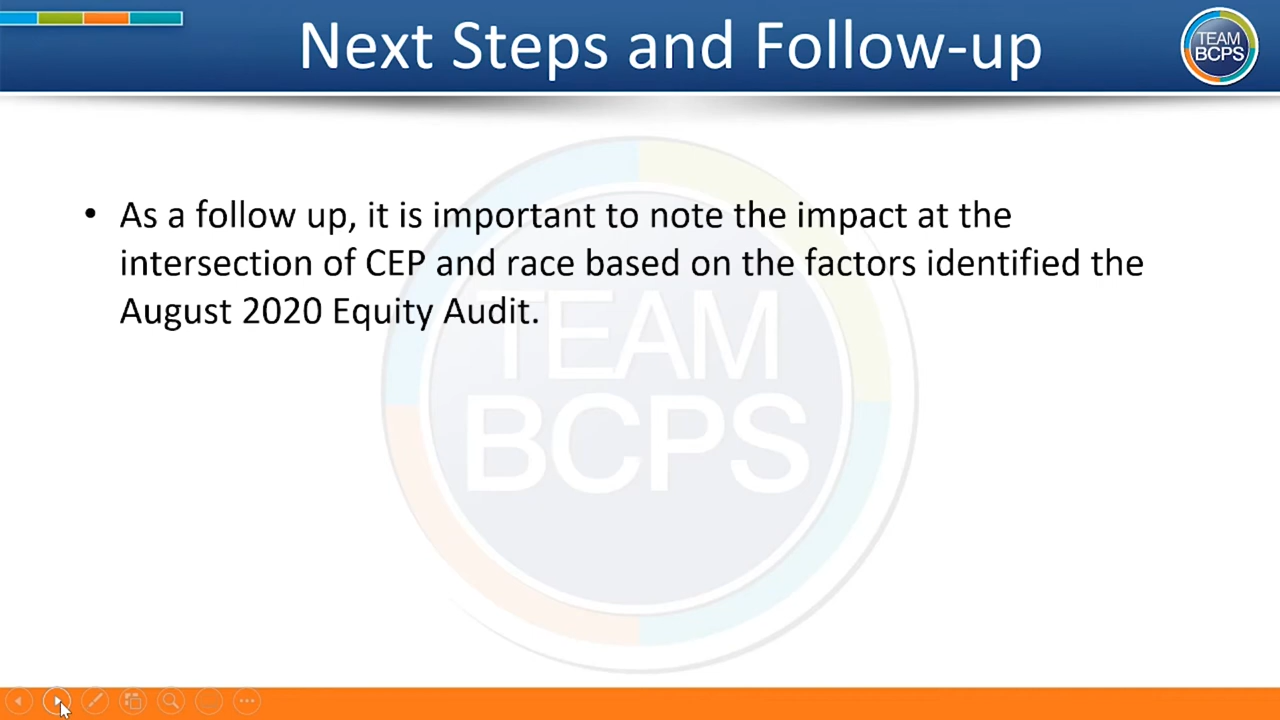 Next Steps and Follow-up
TEAM
BCPS
• As a follow up, it is important to note the impact at the
intersection of CEP and race based on the factors identified the
August 2020 Equity Audit.
TEAM
BCPS